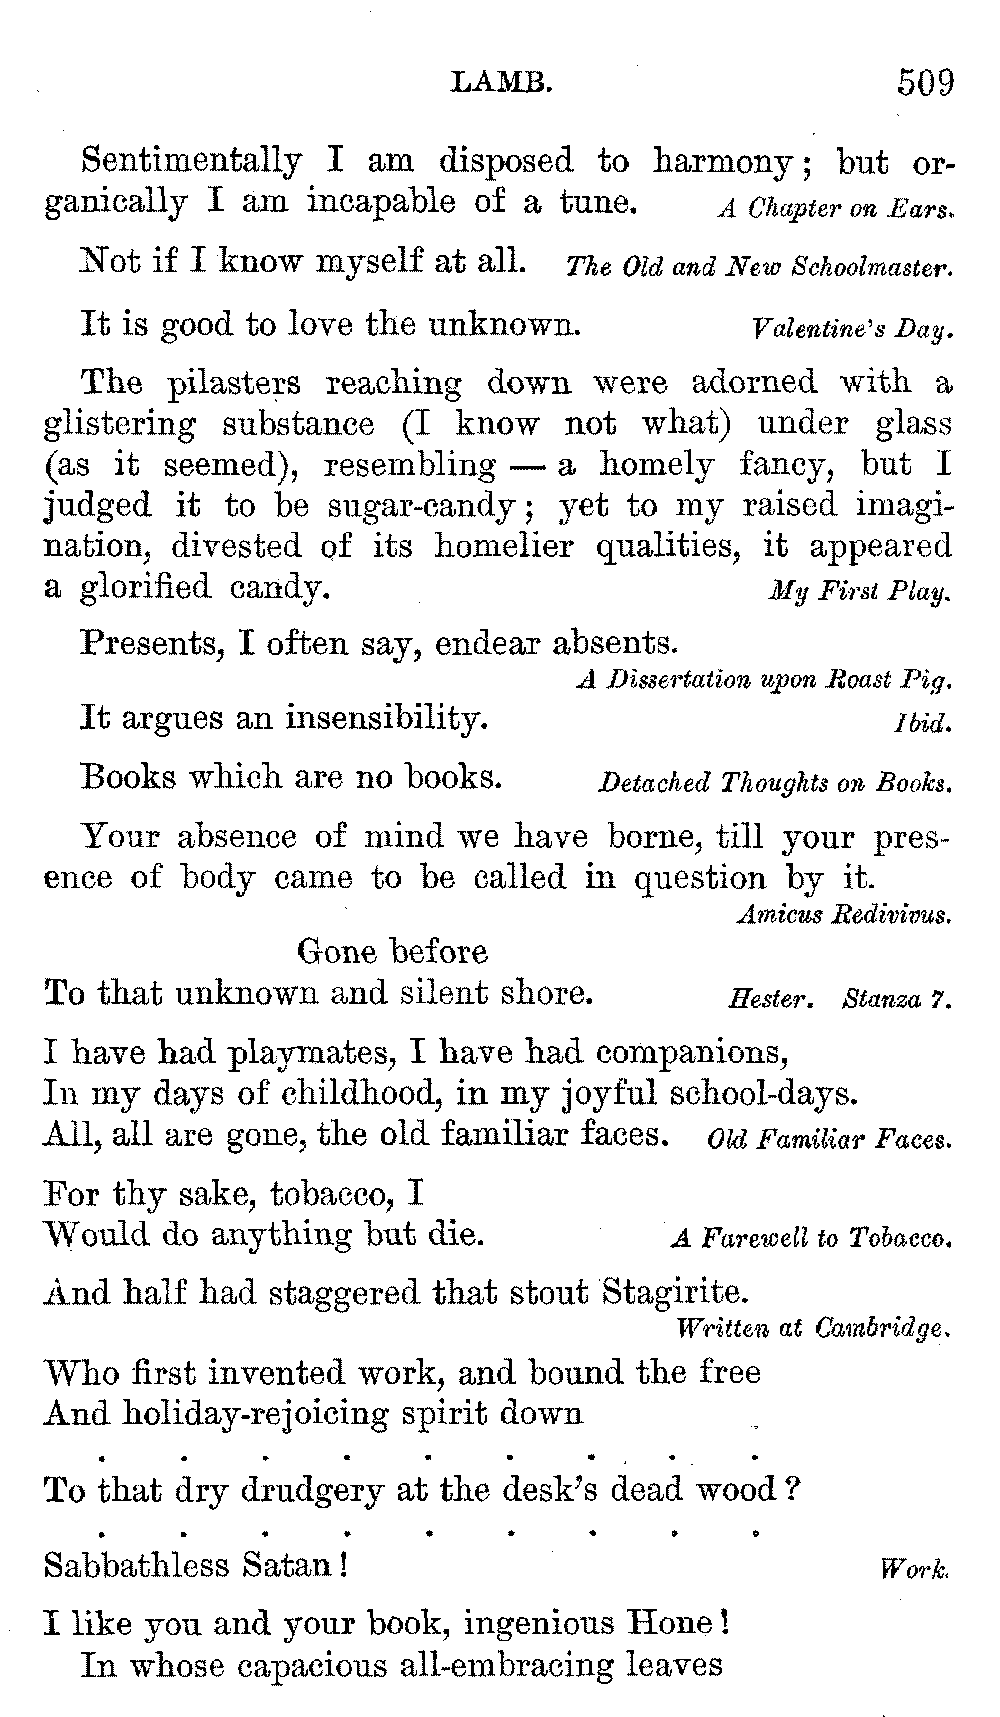 LAMB. 509
Sentimentally I am disposed to harmony; but or-
ganically I am incapable of a tune. A Chapter on Ears.
Not if I know myself at all. The Old and New Schoolmaster.
It is good to love the unknown. Valentine's Day.
The pilasters reaching down were adorned with a
glistering substance (I know not what) under glass
(as it seemed), resembling — a homely fancy, but I
judged it to be sugar-candy; yet to my raised imagi-
nation, divested of its homelier qualities, it appeared
a glorified candy. My First Play.
Presents, I often say, endear absents.
A Dissertation upon Roast Pig.
It argues an insensibility. Ibid.
Books which are no books. Detached Thoughts on Books.
Your absence of mind we have borne, till your pres-
ence of body came to be called in question by it.
Amicus Redivivus.
Gone before
To that unknown and silent shore. Hester. Stanza 7.
I have had playmates, I have had companions,
In my days of childhood, in my joyful school-days.
All, all are gone, the old familiar faces. Old Familiar Faces.
For thy sake, tobacco, I
Would do anything but die. A Farewell to Tobacco.
And half had staggered that stout Stagirite.
Written at Cambridge.
Who first invented work, and bound the free
And holiday-rejoicing spirit down
. . . . . . . . .
To that dry drudgery at the desk's dead wood?
. . . . . . . . .
Sabbathless Satan! Work.
I like you and your book, ingenious Hone!
In whose capacious all-embracing leaves